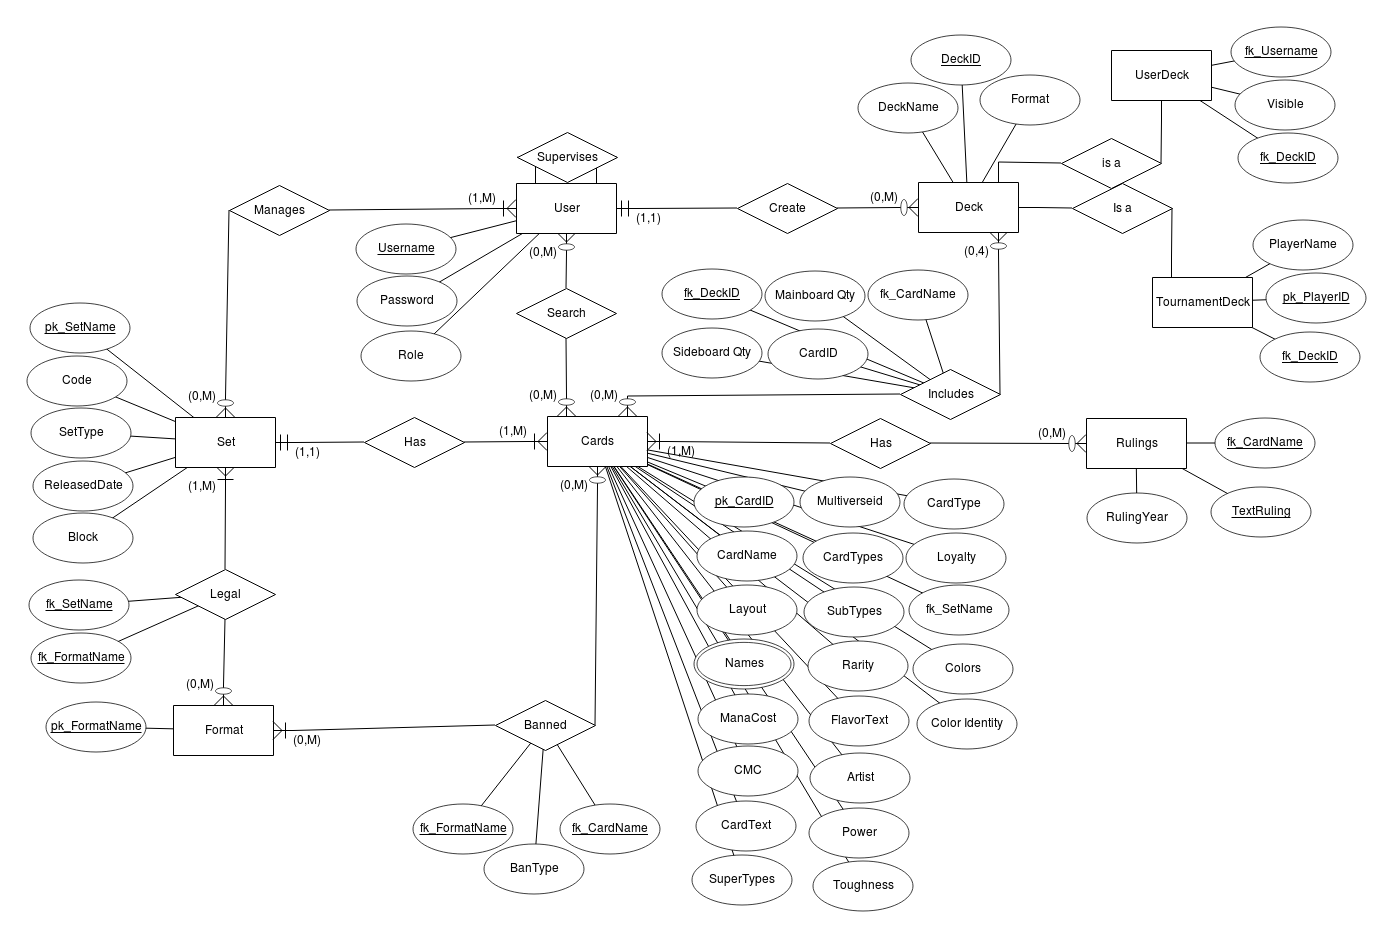 DeckID
DeckName
Format
UserDeck
fk_Username
Visible
fk_DeckID
Supervises
is a
Manages
(1,M)
User
(1,1)
Create
(0,M)
Deck
Is a
Username
(0,M)
(0,4)
PlayerName
Password
Search
fk_DeckID
Mainboard Qty
fk_CardName
TournamentDeck
pk_PlayerID
pk_SetName
Role
Sideboard Qty
CardID
fk_DeckID
Code
(0,M)
(0,M)
(0,M)
Includes
SetType
Set
(1,1)
Has
(1,M)
Cards
(1,M)
Has
(0,M)
Rulings
fk_CardName
ReleasedDate
(1,M)
(0,M)
Block
pk_CardID
Multiverseid
CardType
RulingYear
TextRuling
CardName
CardTypes
Loyalty
fk_SetName
Legal
Layout
SubTypes
fk_SetName
fk_FormatName
Names
Rarity
Colors
(0,M)
pk_FormatName
Format
(0,M)
Banned
ManaCost
FlavorText
Color Identity
CMC
Artist
fk_FormatName
fk_CardName
CardText
Power
BanType
SuperTypes
Toughness